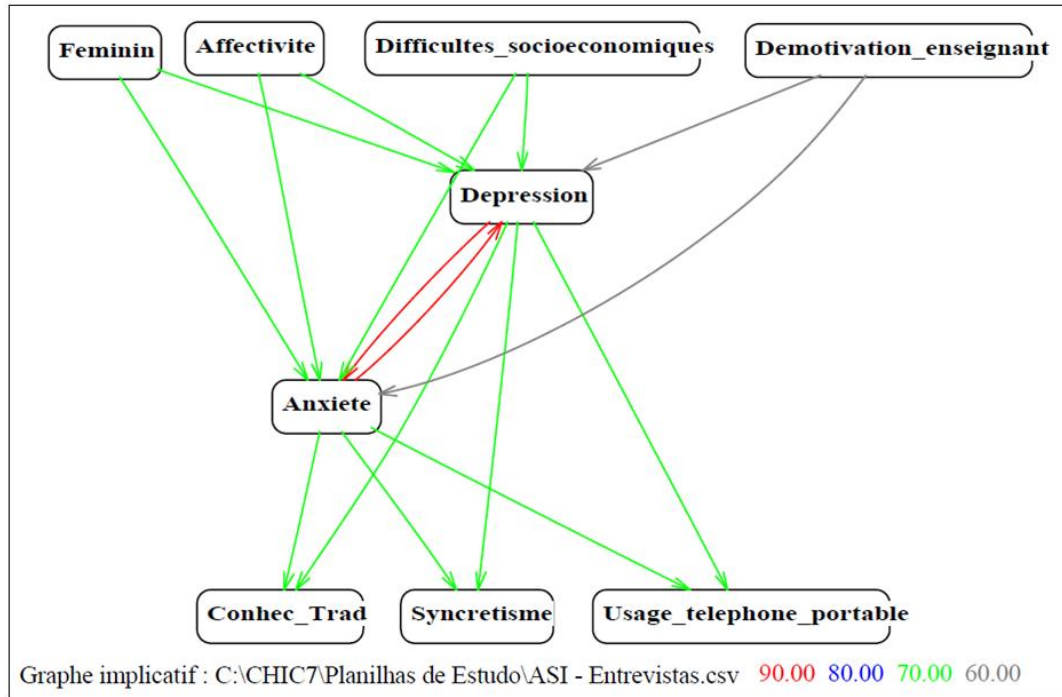 Feminin
Affectivite
Difficultes_socioeconomiques
Demotivation_enseignant
Depression
Anxiete
Conhec_Trad
Syncretisme
Usage_telephone_portable
Graphe implicatif : C:\CHIC7\Planilhas de Estudo\ASI - Entrevistas.csv 90.00 80.00 70.00 60.00